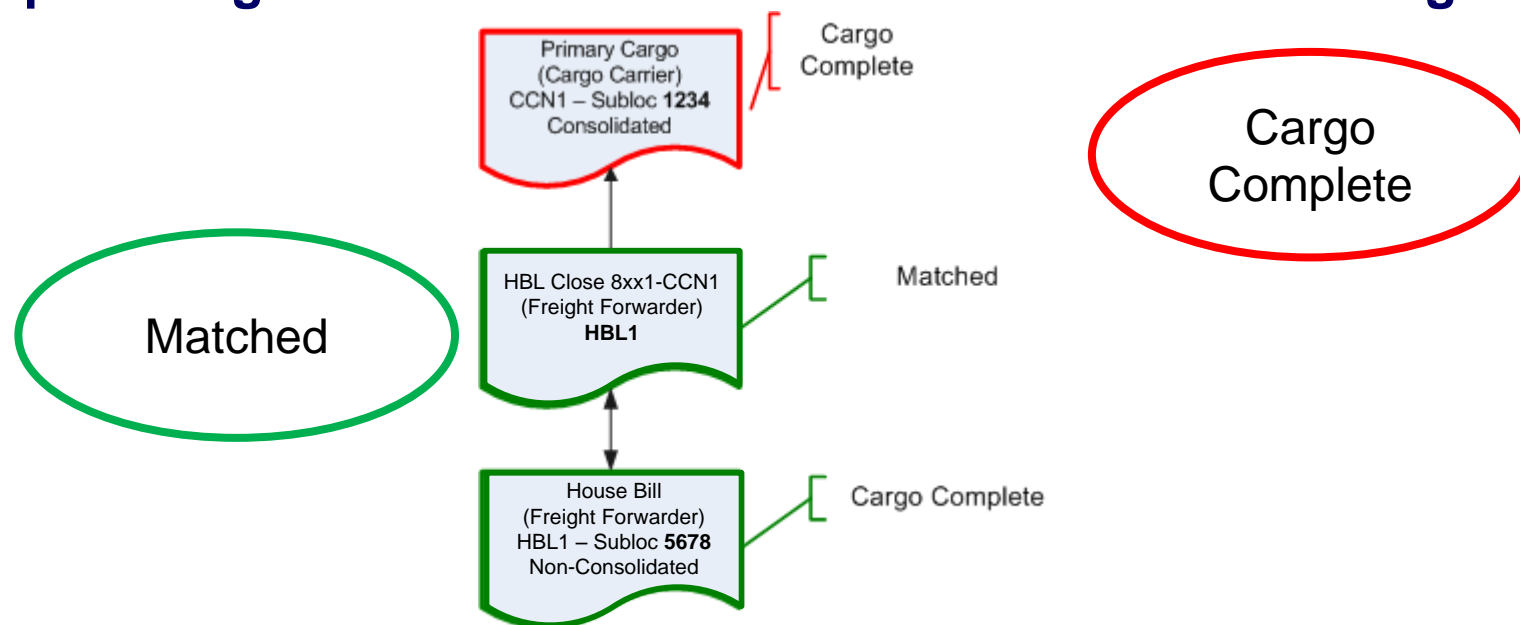 Primary Cargo
(Cargo Carrier)
CCN1 – Subloc 1234
Consolidated
Cargo
Complete
Cargo
Complete
Matched
HBL Close 8xx1-CCN1
(Freight Forwarder)
HBL1
Matched
House Bill
(Freight Forwarder)
HBL1 – Subloc 5678
Non-Consolidated
Cargo Complete